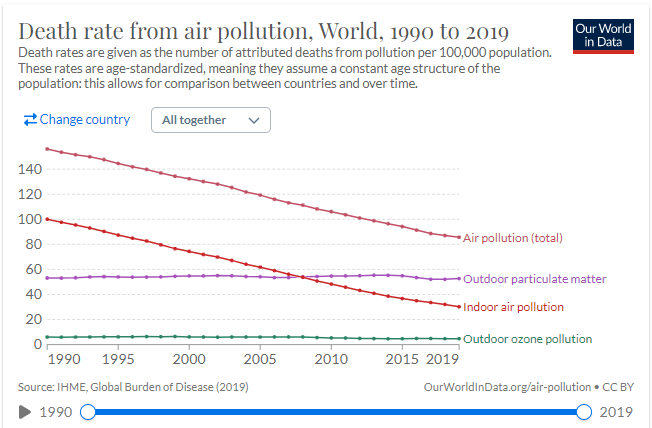 Death rate from air pollution, World, 1990 to 2019
Our World
in Data
Death rates are given as the number of attributed deaths from pollution per 100,000 population.
These rates are age-standardized, meaning they assume a constant age structure of the
population: this allows for comparison between countries and over time.
Change country
All together
140
120
100
80
60
40
20
0
Air pollution (total)
Outdoor particulate matter
Indoor air pollution
Outdoor ozone pollution
1990 1995 2000 2005 2010 2015 2019
Source: IHME, Global Burden of Disease (2019)
OurWorldInData.org/air-pollution • CC BY
1990 2019